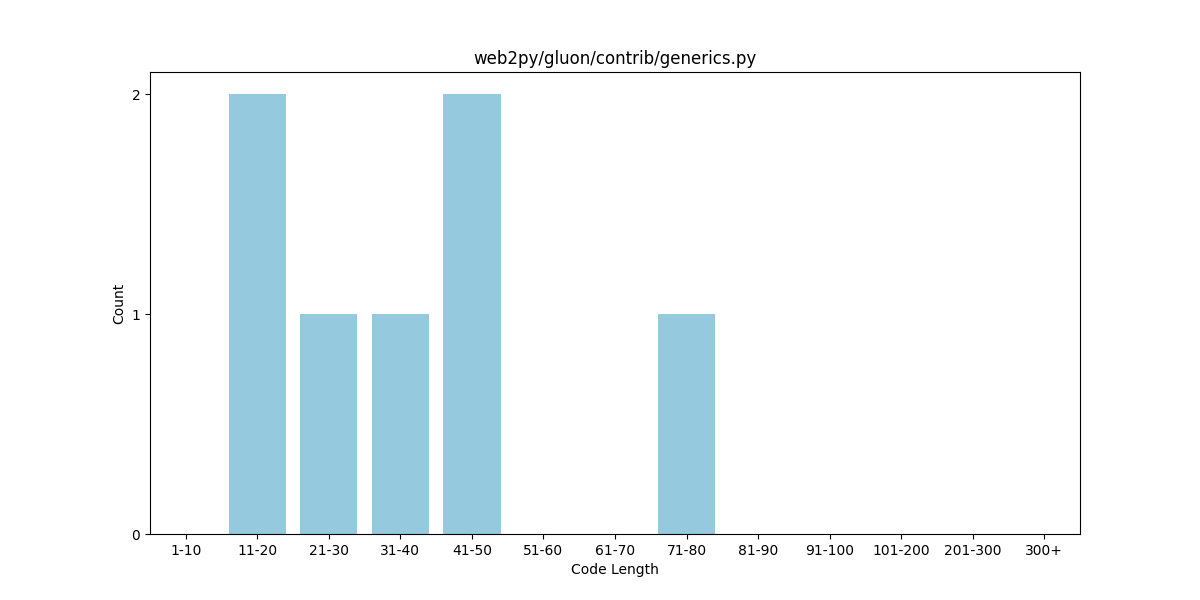 web2py/gluon/contrib/generics.py
Count
2
1
0
1-10 11-20 21-30 31-40 41-50 51-60 61-70 71-80 81-90 91-100 101-200 201-300 300+
Code Length